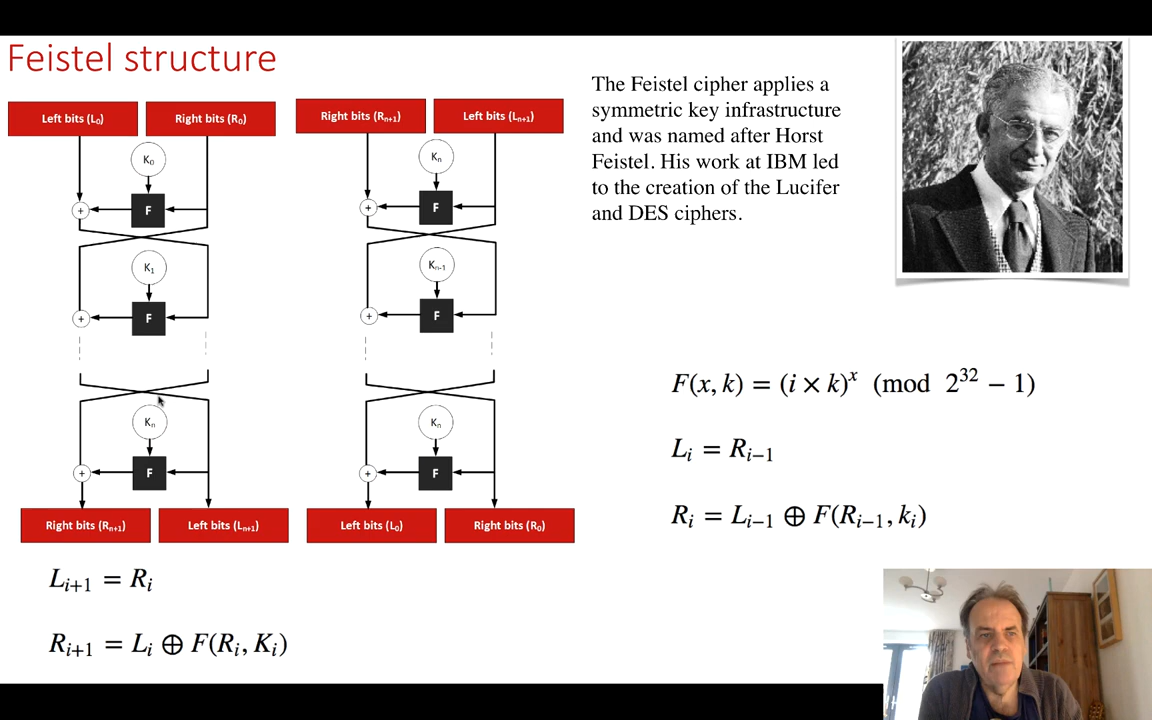 Feistel structure
Left bits (L₀)
Right bits (R₀)
K₀
F
+
K₁
F
+
Kₙ
F
+
Right bits (Rₙ₊₁)
Left bits (Lₙ₊₁)
Right bits (Rₙ₊₁)
Left bits (Lₙ₊₁)
Kₙ
F
+
Kₙ₋₁
F
+
Kₙ
F
+
Left bits (L₀)
Right bits (R₀)
Lᵢ₊₁ = Rᵢ
Rᵢ₊₁ = Lᵢ ⊕ F(Rᵢ, Kᵢ)
The Feistel cipher applies a
symmetric key infrastructure
and was named after Horst
Feistel. His work at IBM led
to the creation of the Lucifer
and DES ciphers.
F(x, k) = (i × k)ˣ (mod 2³² − 1)
Lᵢ = Rᵢ₋₁
Rᵢ = Lᵢ₋₁ ⊕ F(Rᵢ₋₁, kᵢ)